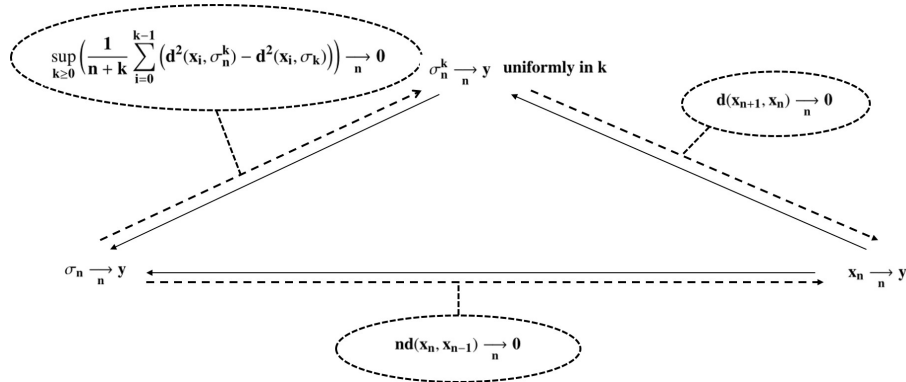 sup_{k≥0} ( 1/(n+k) ∑_{i=0}^{k−1} ( d²(x_i, σ_n^k) − d²(x_i, σ_k) ) ) ⟶_n 0
σ_n^k ⟶_n y uniformly in k
d(x_{n+1}, x_n) ⟶_n 0
σ_n ⟶_n y
x_n ⟶_n y
nd(x_n, x_{n−1}) ⟶_n 0